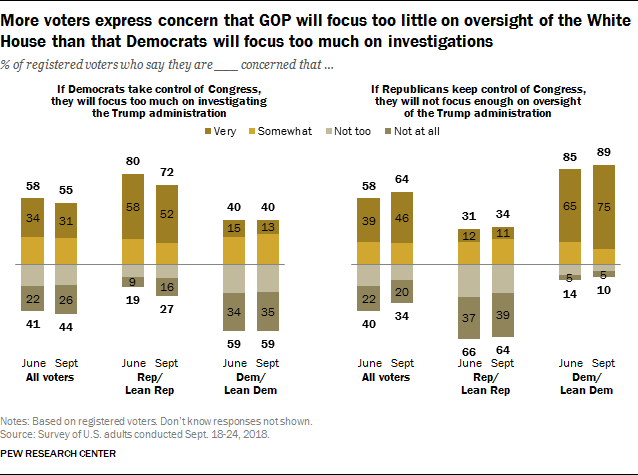 More voters express concern that GOP will focus too little on oversight of the White
House than that Democrats will focus too much on investigations
% of registered voters who say they are ___ concerned that ...
If Democrats take control of Congress,
they will focus too much on investigating
the Trump administration
If Republicans keep control of Congress,
they will not focus enough on oversight
of the Trump administration
Very Somewhat Not too Not at all
58 55 80 72 40 40
34 31 58 52 15 13
22 26 9 16 34 35
41 44 19 27 59 59
June Sept June Sept June Sept
All voters Rep/ Dem/
Lean Rep Lean Dem
58 64 31 34 85 89
39 46 12 11 65 75
22 20 37 39 5 5
40 34 66 64 14 10
June Sept June Sept June Sept
All voters Rep/ Dem/
Lean Rep Lean Dem
Notes: Based on registered voters. Don't know responses not shown.
Source: Survey of U.S. adults conducted Sept. 18-24, 2018.
PEW RESEARCH CENTER